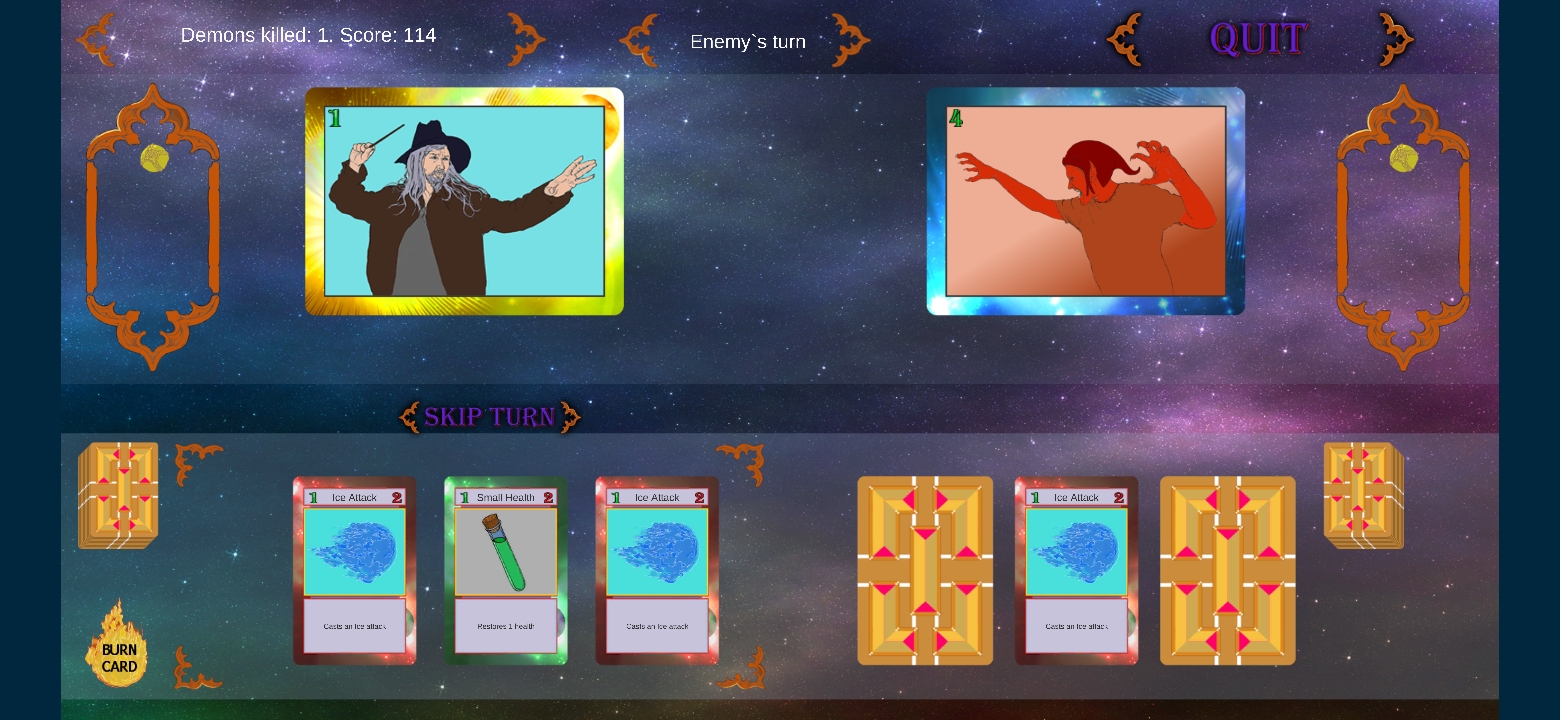 Demons killed: 1. Score: 114
Enemy`s turn
QUIT
1
4
SKIP TURN
1 Ice Attack 2
1 Small Health 2
1 Ice Attack 2
1 Ice Attack 2
Casts an Ice attack
Restores 1 health
Casts an Ice attack
Casts an Ice attack
BURN
CARD